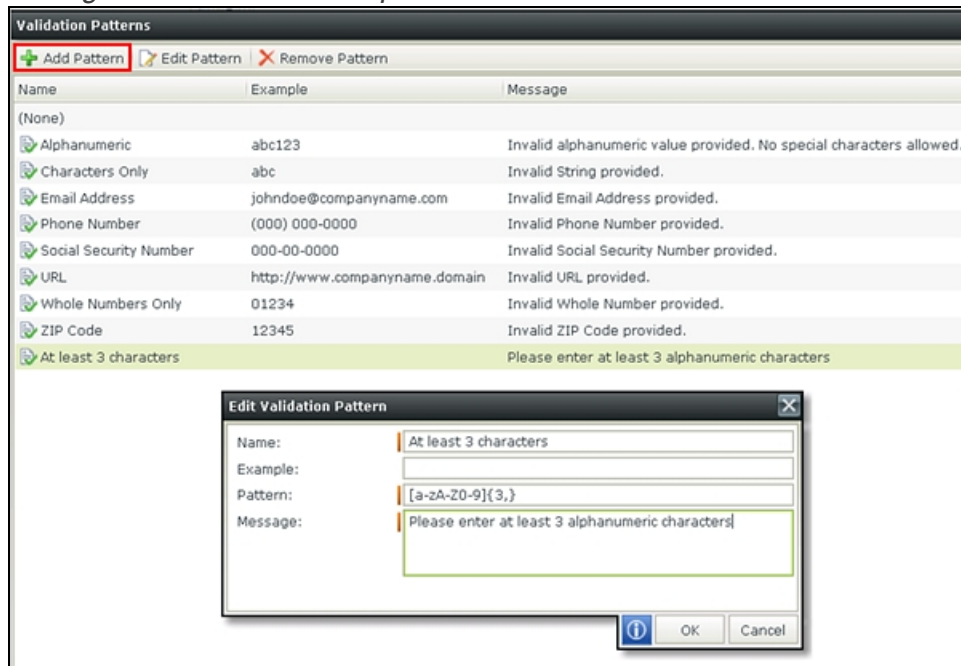 Validation Patterns
Add Pattern Edit Pattern Remove Pattern
Name Example Message
(None)
Alphanumeric abc123 Invalid alphanumeric value provided. No special characters allowed.
Characters Only abc Invalid String provided.
Email Address johndoe@companyname.com Invalid Email Address provided.
Phone Number (000) 000-0000 Invalid Phone Number provided.
Social Security Number 000-00-0000 Invalid Social Security Number provided.
URL http://www.companyname.domain Invalid URL provided.
Whole Numbers Only 01234 Invalid Whole Number provided.
ZIP Code 12345 Invalid ZIP Code provided.
At least 3 characters Please enter at least 3 alphanumeric characters
Edit Validation Pattern
Name: At least 3 characters
Example:
Pattern: [a-zA-Z0-9]{3,}
Message: Please enter at least 3 alphanumeric characters
OK Cancel